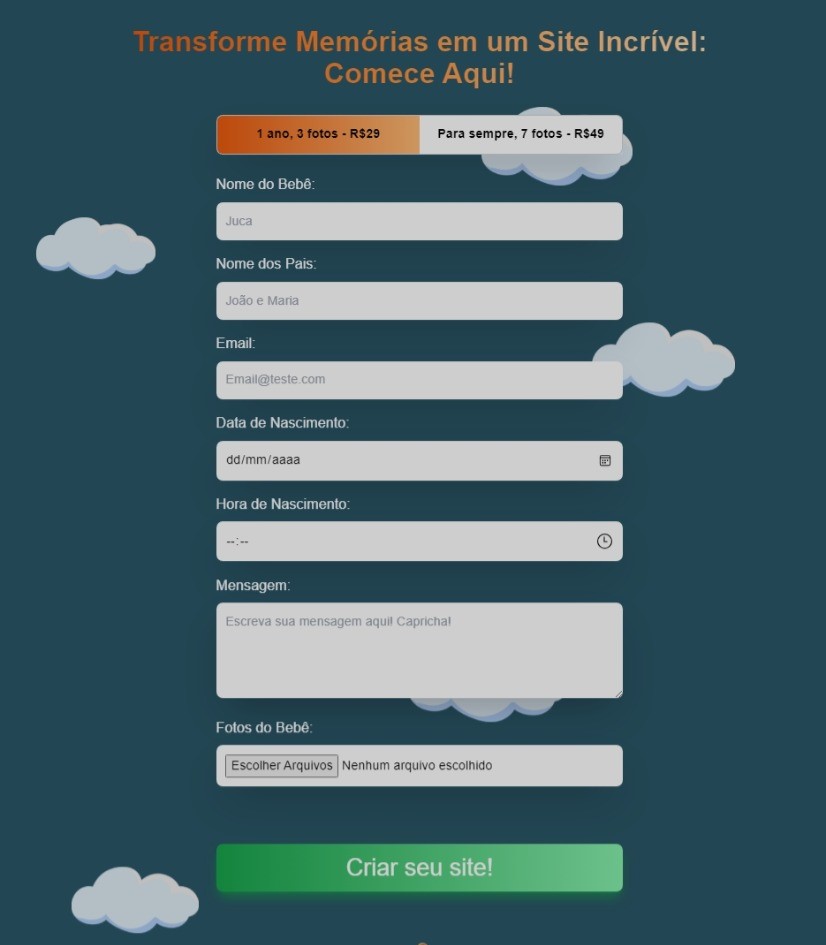 Transforme Memórias em um Site Incrível:
Comece Aqui!
1 ano, 3 fotos - R$29
Para sempre, 7 fotos - R$49
Nome do Bebê:
Juca
Nome dos Pais:
João e Maria
Email:
Email@teste.com
Data de Nascimento:
dd/mm/aaaa
Hora de Nascimento:
--:--
Mensagem:
Escreva sua mensagem aqui! Capricha!
Fotos do Bebê:
Escolher Arquivos Nenhum arquivo escolhido
Criar seu site!